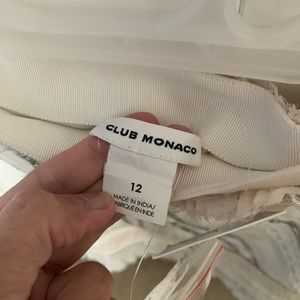 CLUB MONACO
12
MADE IN INDIA/
FABRIQUÉ EN INDE